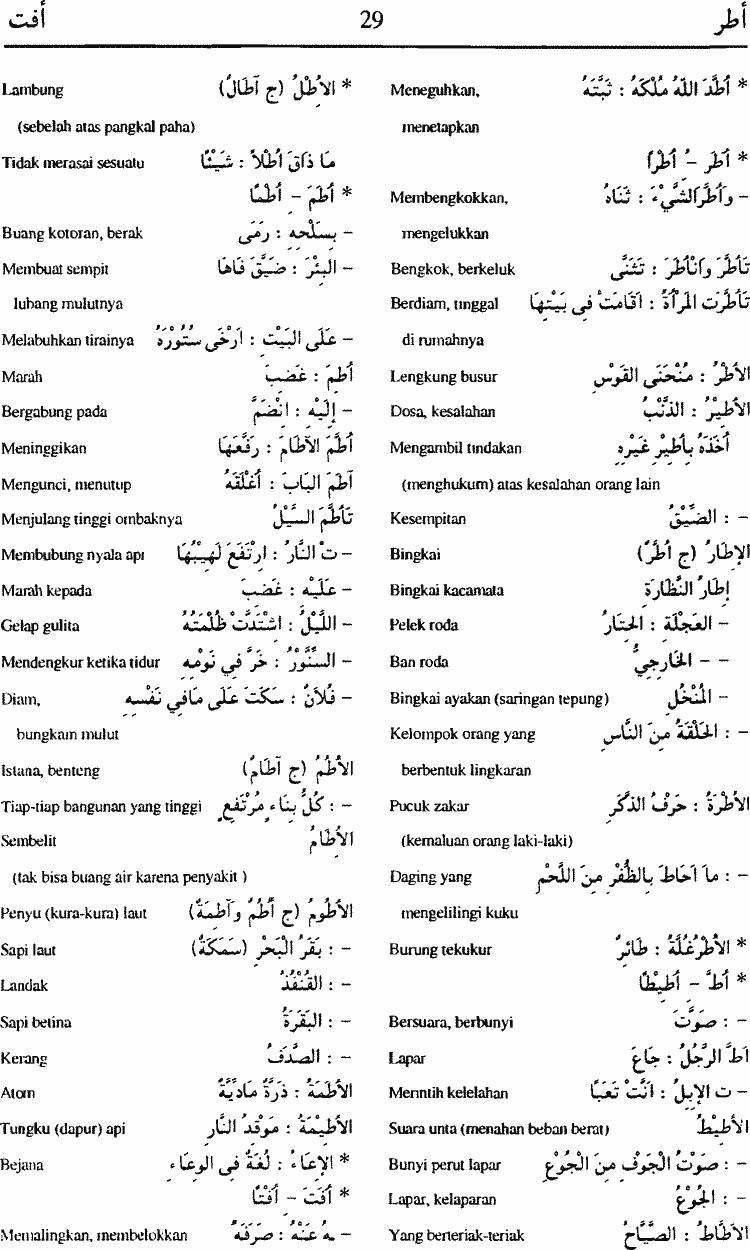 أطر 29 أفت
* أَطَّدَ اللّهُ مُلْكَهُ : ثَبَّتَهُ Meneguhkan,
menetapkan
* أَطَرَ – أَطْرًا
– وأَطَّرَ الشَّيْءَ : ثَنَاهُ Membengkokkan,
mengelukkan
تَأَطَّرَ وَانْأَطَرَ : تَثَنَّى Bengkok, berkeluk
تَأَطَّرَتِ الْمَرْأَةُ : أَقَامَتْ فِي بَيْتِهَا Berdiam, tinggal
di rumahnya
الأَطْرُ : مُنْحَنَى القَوْسِ Lengkung busur
الأَطِيْرُ : الذَّنْبُ Dosa, kesalahan
أَخَذَهُ بِأَطِيْرِ غَيْرِهِ Mengambil tindakan
(menghukum) atas kesalahan orang lain
– : الضِّيْقُ Kesempitan
الإِطَارُ (ج أُطُرٌ) Bingkai
إِطَارُ النَّظَّارَةِ Bingkai kacamata
– العَجْلَةِ : الحِتَارُ Pelek roda
– – الخَارِجِيُّ Ban roda
– المُنْخُلِ Bingkai ayakan (saringan tepung)
– : الحَلَقَةُ مِنَ النَّاسِ Kelompok orang yang
berbentuk lingkaran
الأُطْرَةُ : حَرْفُ الذَّكَرِ Pucuk zakar
(kemaluan orang laki-laki)
– : مَا أَحَاطَ بِالظُّفْرِ مِنَ اللَّحْمِ Daging yang
mengelilingi kuku
* الأُطْرُغُلَّةُ : طَائِرٌ Burung tekukur
* أَطَّ – أَطِيْطًا
– : صَوَّتَ Bersuara, berbunyi
أَطَّ الرَّجُلُ : جَاعَ Lapar
– تِ الإِبِلُ : أَنَّتْ تَعَبًا Merintih kelelahan
الأَطِيْطُ Suara unta (menahan beban berat)
– : صَوْتُ الْجَوْفِ مِنَ الْجُوْعِ Bunyi perut lapar
– : الجُوْعُ Lapar, kelaparan
الأَطَّاطُ : الصَّيَّاحُ Yang berteriak-teriak
* الأُطْلُ (ج آطَالٌ) Lambung
(sebelah atas pangkal paha)
مَا ذَاقَ أُطْلاً : شَيْئًا Tidak merasai sesuatu
* أَطَمَ – أَطْمًا
– بِسَلْحِهِ : رَمَى Buang kotoran, berak
– البِئْرَ : ضَيَّقَ فَاهَا Membuat sempit
lubang mulutnya
– عَلَى البَيْتِ : أَرْخَى سُتُوْرَهُ Melabuhkan tirainya
أَطِمَ : غَضِبَ Marah
– إِلَيْهِ : انْضَمَّ Bergabung pada
أَطَّمَ الآطَامَ : رَفَّعَهَا Meninggikan
آطَمَ البَابَ : أَغْلَقَهُ Mengunci, menutup
تَأَطَّمَ السَّيْلُ Menjulang tinggi ombaknya
– تِ النَّارُ : ارْتَفَعَ لَهِيْبُهَا Membubung nyala api
– عَلَيْهِ : غَضِبَ Marah kepada
– اللَّيْلُ : اشْتَدَّتْ ظُلْمَتُهُ Gelap gulita
– السِّنَّوْرُ : خَرَّ فِي نَوْمِهِ Mendengkur ketika tidur
– فُلاَنٌ : سَكَتَ عَلَى مَا فِي نَفْسِهِ Diam,
bungkam mulut
الأُطُمُ (ج آطَامٌ) Istana, benteng
– : كُلُّ بِنَاءٍ مُرْتَفِعٍ Tiap-tiap bangunan yang tinggi
الأُطَامُ Sembelit
(tak bisa buang air karena penyakit )
الأَطُومُ (ج أُطُمٌ وَآطِمَةٌ) Penyu (kura-kura) laut
– : بَقَرُ الْبَحْرِ (سَمَكَةٌ) Sapi laut
– : القُنْفُذُ Landak
– : البَقَرَةُ Sapi betina
– : الصَّدَفُ Kerang
الأَطَمَةُ : ذَرَّةٌ مَادِيَّةٌ Atom
الأَطِيْمَةُ : مَوْقِدُ النَّارِ Tungku (dapur) api
* الإِعَاءُ : لُغَةٌ فِي الوِعَاءِ Bejana
* أَفَتَ – أَفْتًا
– ـهُ عَنْهُ : صَرَفَهُ Memalingkan, membelokkan